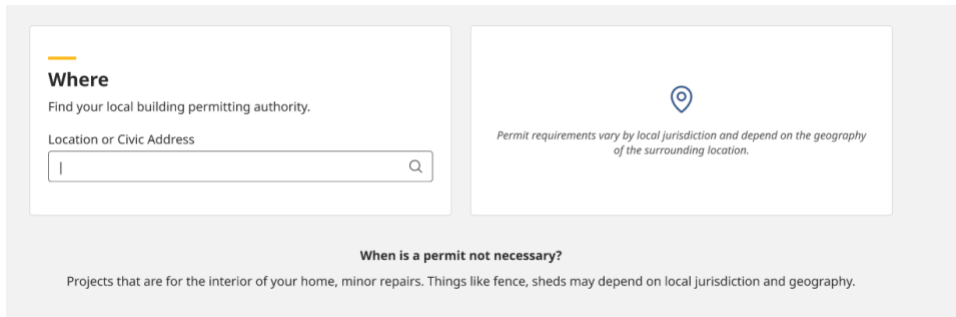 Where
Find your local building permitting authority.
Location or Civic Address
Permit requirements vary by local jurisdiction and depend on the geography
of the surrounding location.
When is a permit not necessary?
Projects that are for the interior of your home, minor repairs. Things like fence, sheds may depend on local jurisdiction and geography.